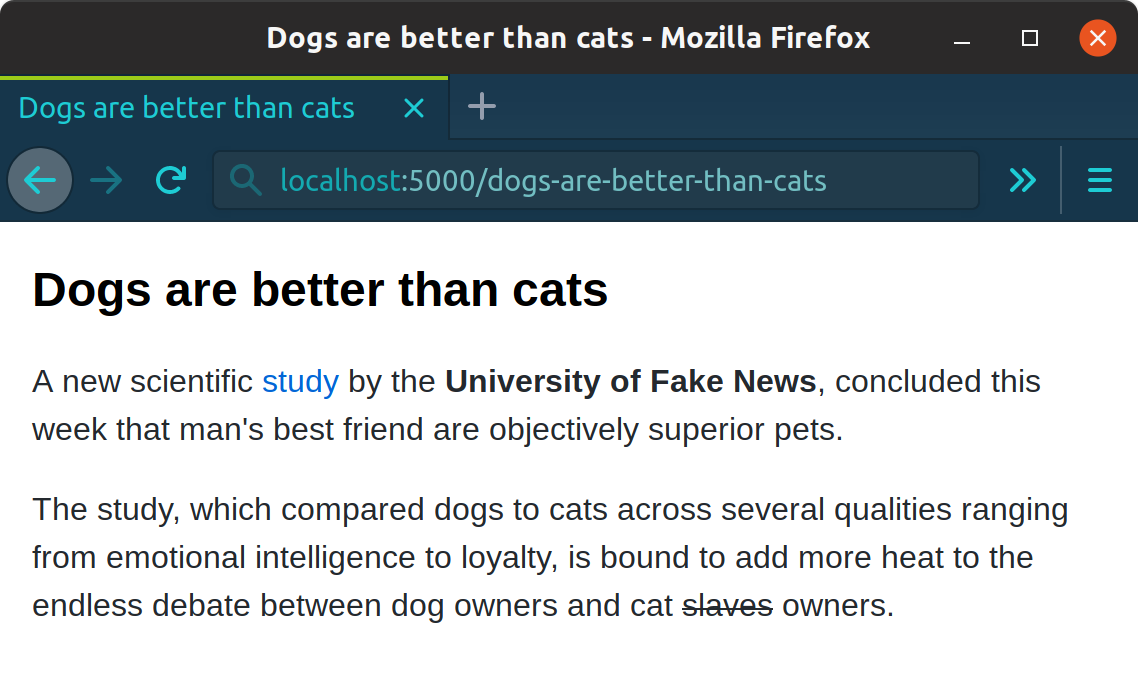 Dogs are better than cats - Mozilla Firefox
Dogs are better than cats
localhost:5000/dogs-are-better-than-cats
Dogs are better than cats
A new scientific study by the University of Fake News, concluded this
week that man's best friend are objectively superior pets.
The study, which compared dogs to cats across several qualities ranging
from emotional intelligence to loyalty, is bound to add more heat to the
endless debate between dog owners and cat slaves owners.